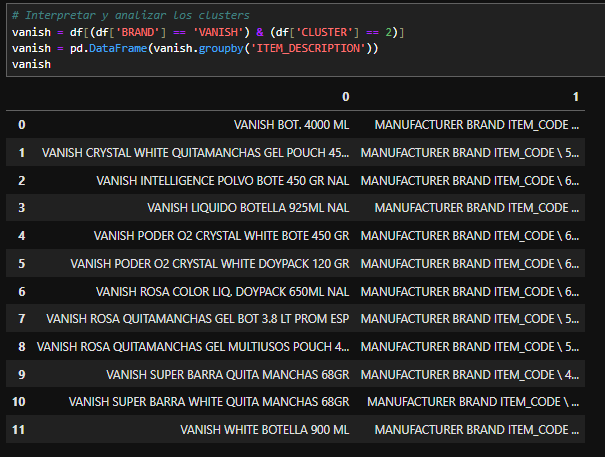 # Interpretar y analizar los clusters
vanish = df[(df['BRAND'] == 'VANISH') & (df['CLUSTER'] == 2)]
vanish = pd.DataFrame(vanish.groupby('ITEM_DESCRIPTION'))
vanish
0 1
0 VANISH BOT. 4000 ML MANUFACTURER BRAND ITEM_CODE ...
1 VANISH CRYSTAL WHITE QUITAMANCHAS GEL POUCH 45... MANUFACTURER BRAND ITEM_CODE \ 5...
2 VANISH INTELLIGENCE POLVO BOTE 450 GR NAL MANUFACTURER BRAND ITEM_CODE \ 6...
3 VANISH LIQUIDO BOTELLA 925ML NAL MANUFACTURER BRAND ITEM_CODE ...
4 VANISH PODER O2 CRYSTAL WHITE BOTE 450 GR MANUFACTURER BRAND ITEM_CODE \ 6...
5 VANISH PODER O2 CRYSTAL WHITE DOYPACK 120 GR MANUFACTURER BRAND ITEM_CODE \ 6...
6 VANISH ROSA COLOR LIQ. DOYPACK 650ML NAL MANUFACTURER BRAND ITEM_CODE \ 6...
7 VANISH ROSA QUITAMANCHAS GEL BOT 3.8 LT PROM ESP MANUFACTURER BRAND ITEM_CODE \ 5...
8 VANISH ROSA QUITAMANCHAS GEL MULTIUSOS POUCH 4... MANUFACTURER BRAND ITEM_CODE \ 5...
9 VANISH SUPER BARRA QUITA MANCHAS 68GR MANUFACTURER BRAND ITEM_CODE \ 4...
10 VANISH SUPER BARRA WHITE QUITA MANCHAS 68GR MANUFACTURER BRAND ITEM_CODE \ ...
11 VANISH WHITE BOTELLA 900 ML MANUFACTURER BRAND ITEM_CODE ...